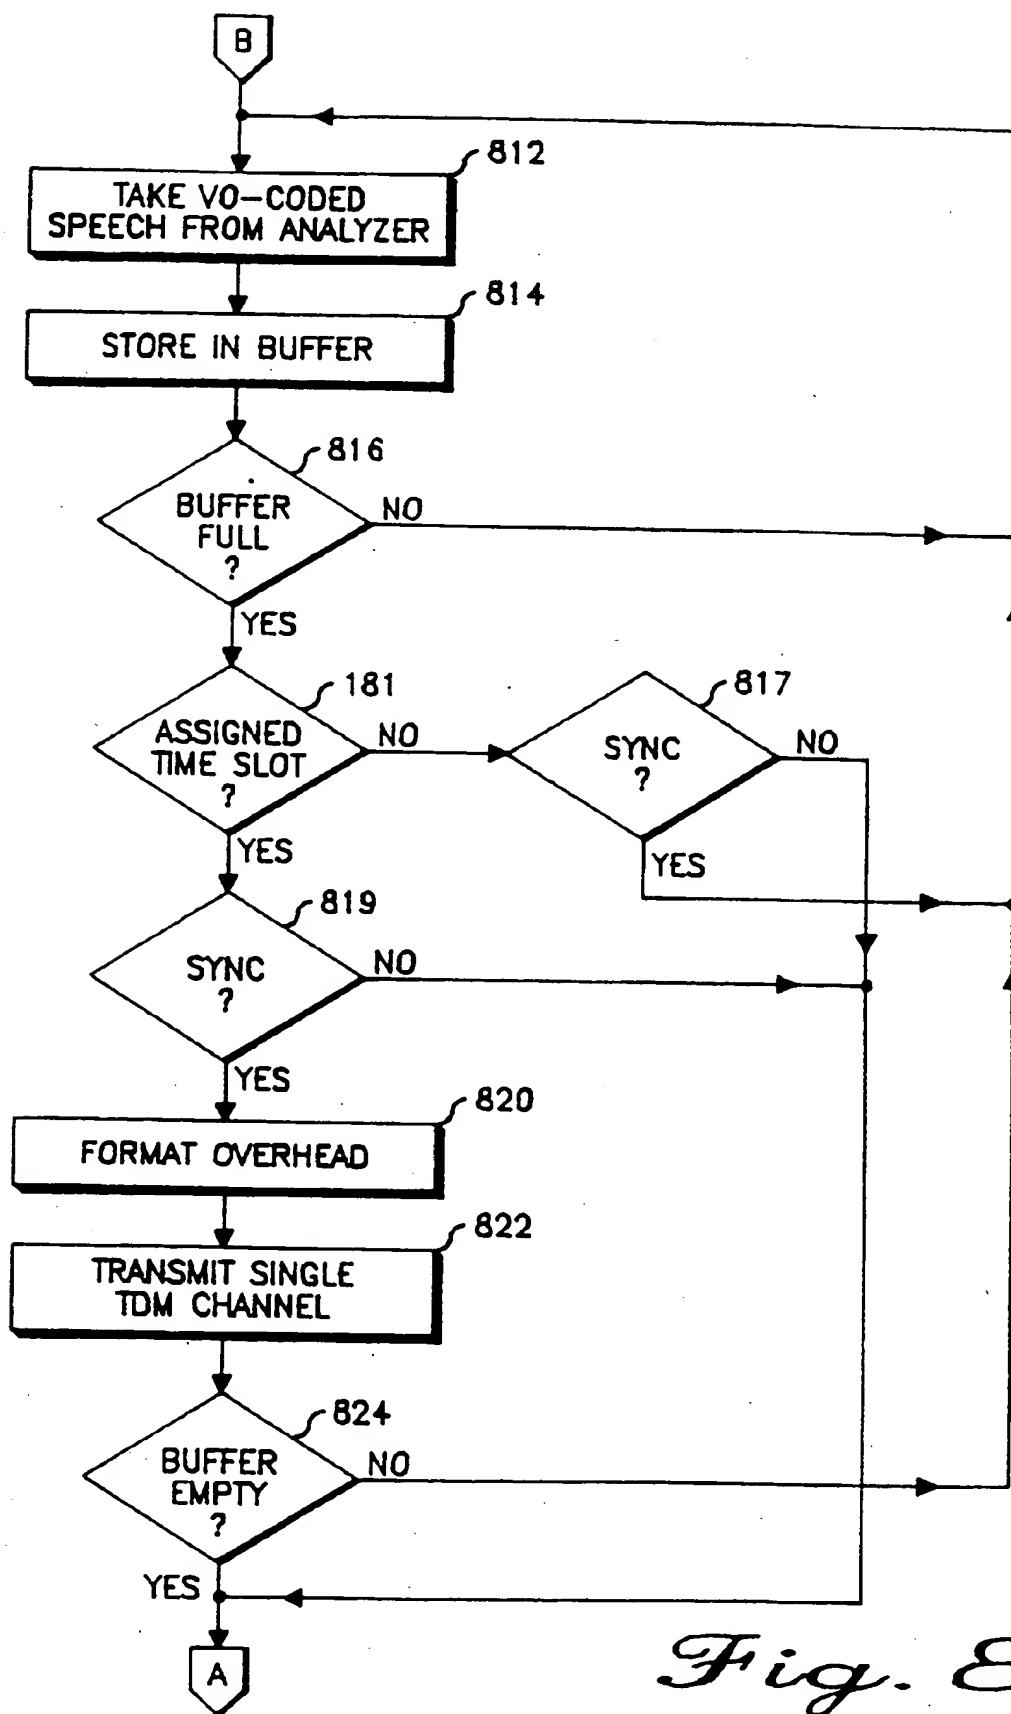 B
812
TAKE VO-CODED
SPEECH FROM ANALYZER
814
STORE IN BUFFER
816
BUFFER
FULL
?
NO
YES
181
ASSIGNED
TIME SLOT
?
NO
YES
817
SYNC
?
NO
YES
819
SYNC
?
NO
YES
820
FORMAT OVERHEAD
822
TRANSMIT SINGLE
TDM CHANNEL
824
BUFFER
EMPTY
?
NO
YES
A
Fig.